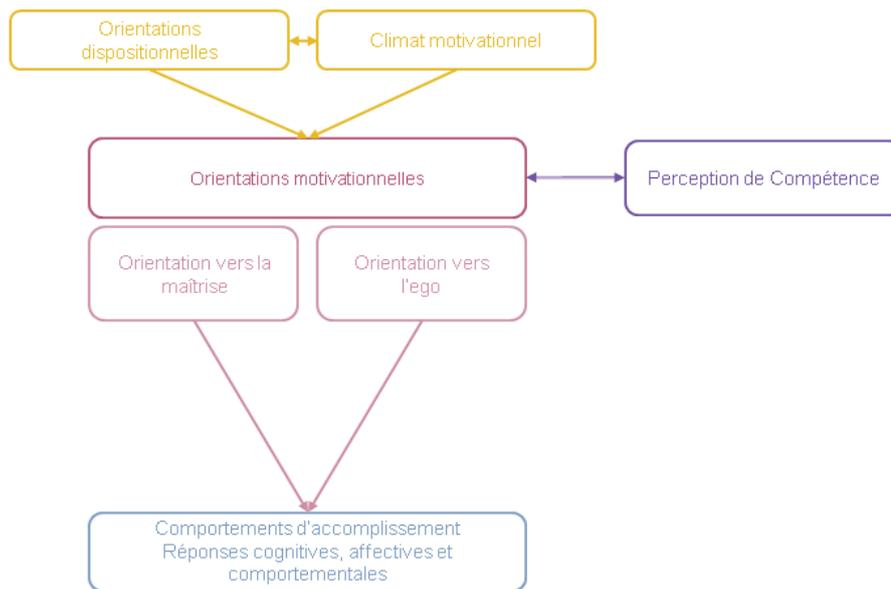 Orientations
dispositionnelles
Climat motivationnel
Orientations motivationnelles
Perception de Compétence
Orientation vers la
maîtrise
Orientation vers
l'ego
Comportements d'accomplissement
Réponses cognitives, affectives et
comportementales